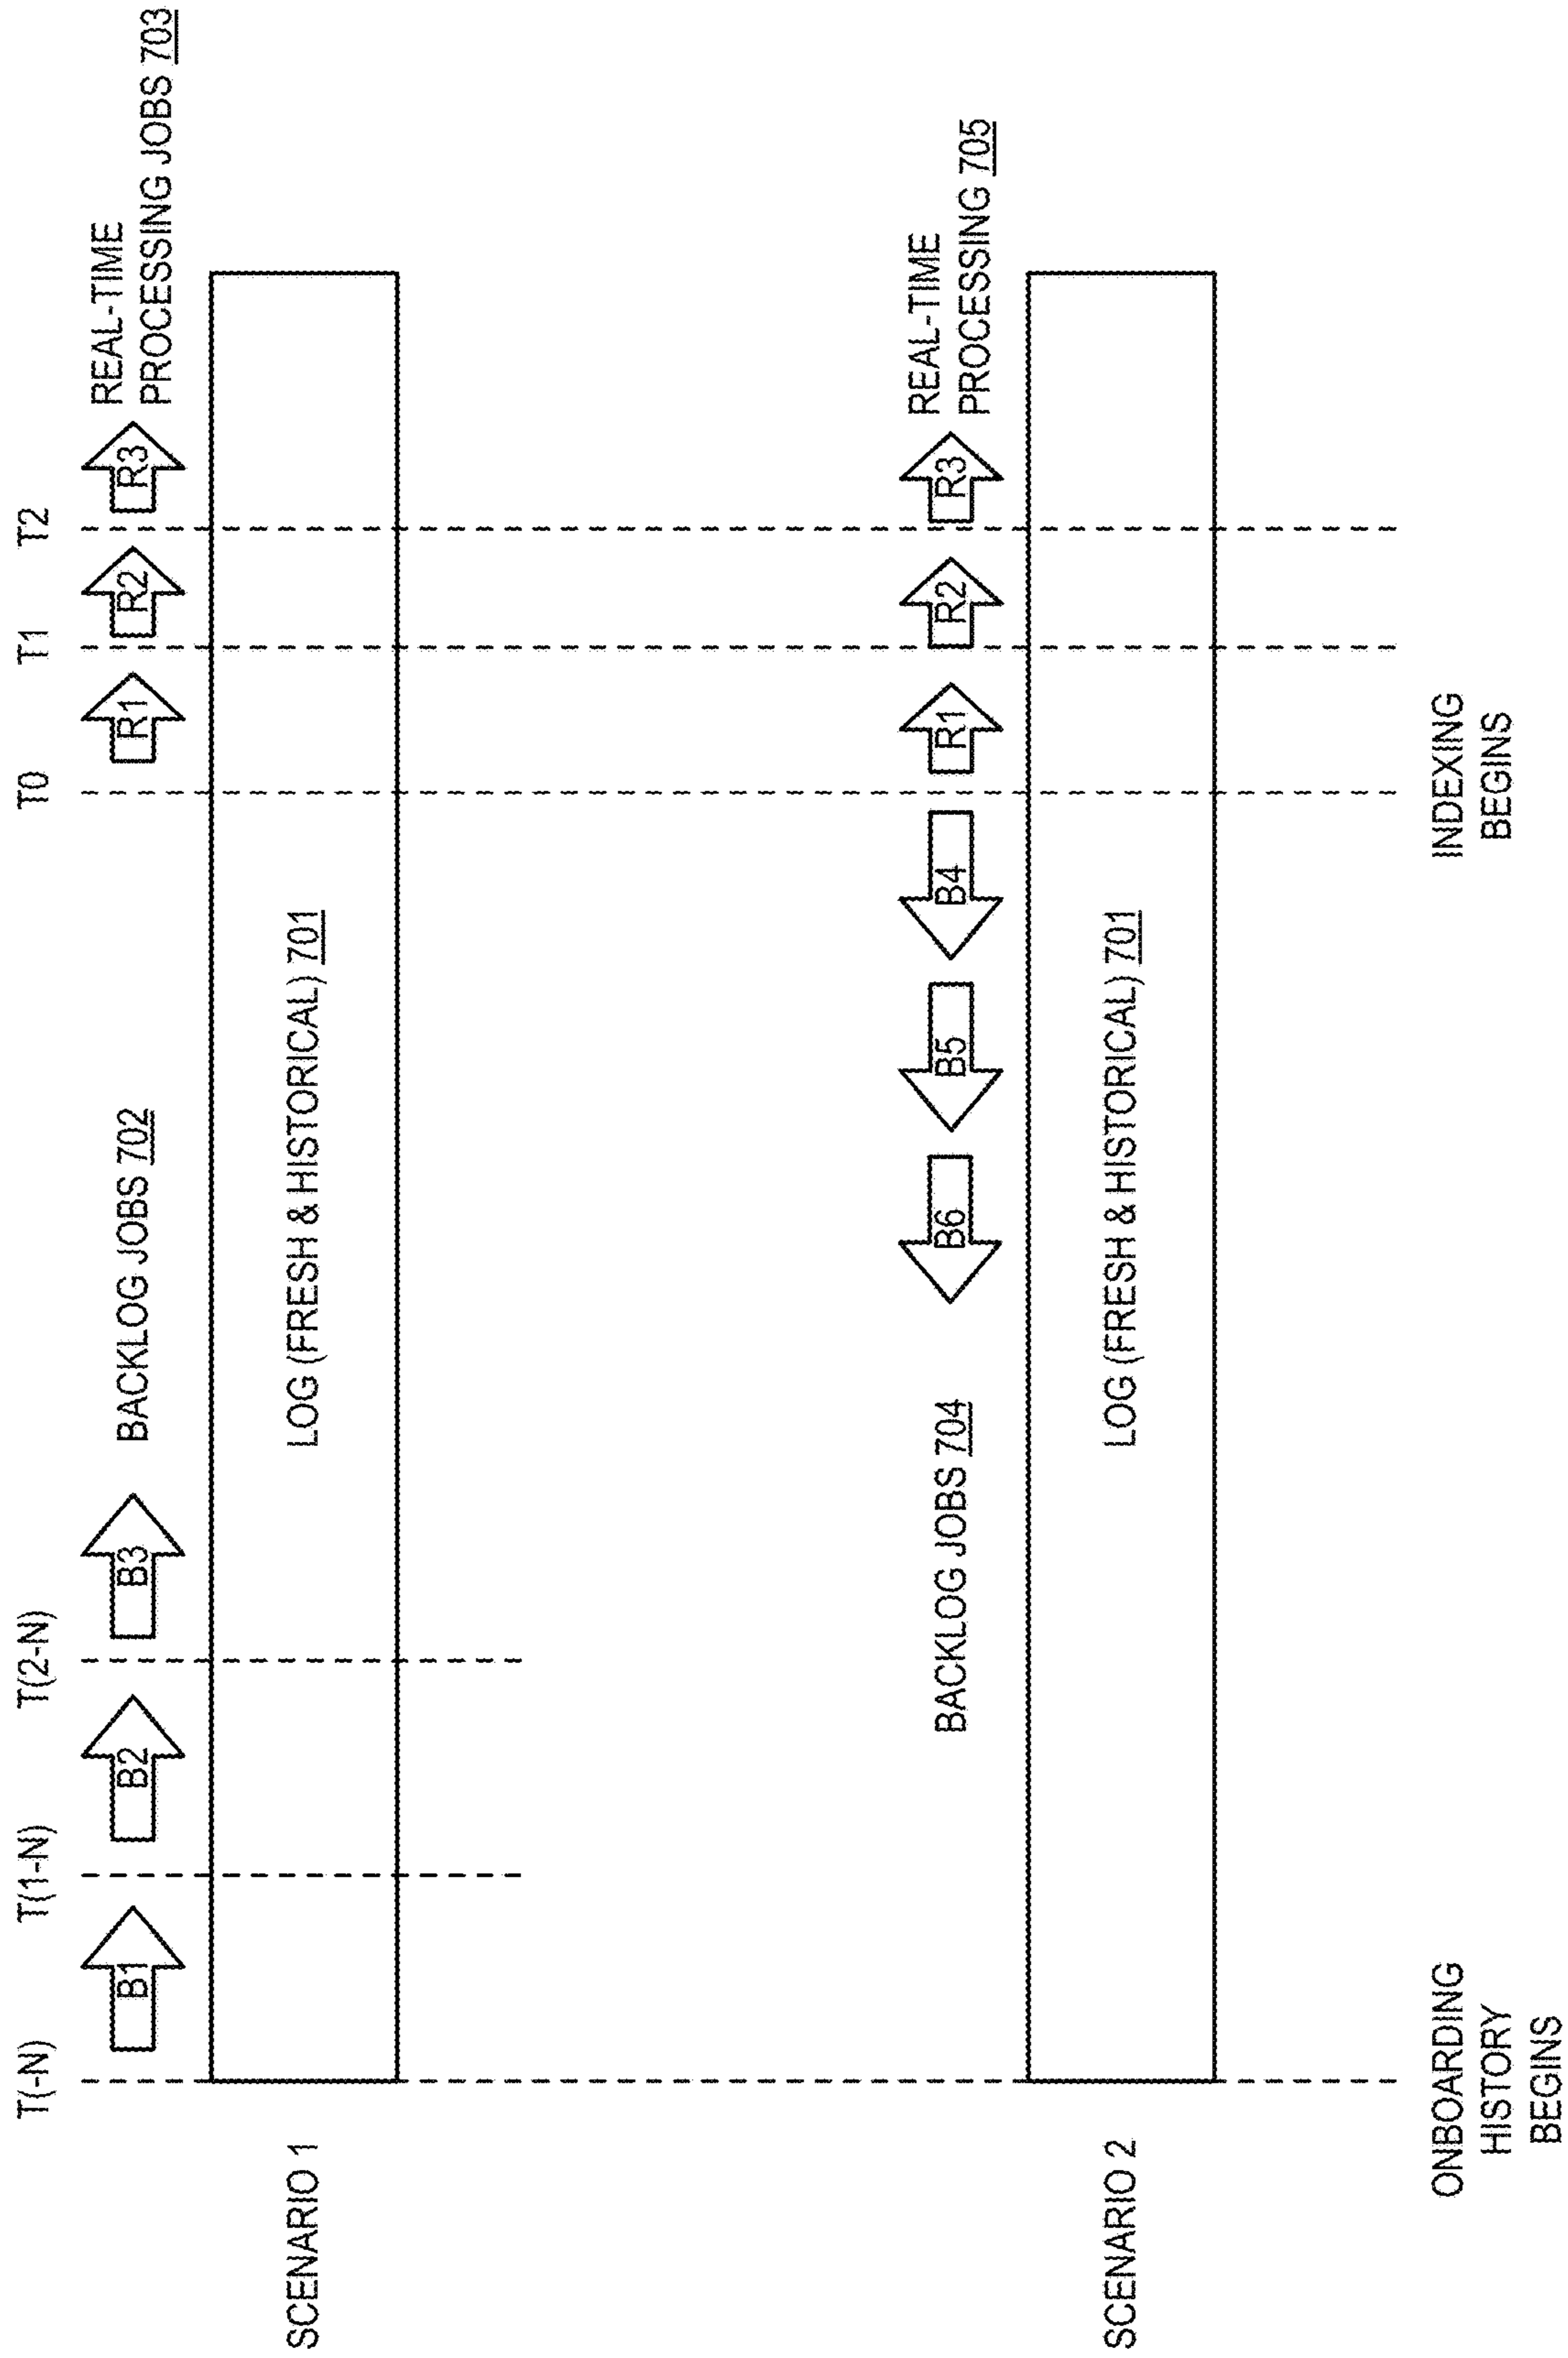 T(-N)
T(1-N)
T(2-N)
T0
T1
T2
B1
B2
B3
BACKLOG JOBS 702
R1
R2
R3
REAL-TIME
PROCESSING JOBS 703
SCENARIO 1
LOG (FRESH & HISTORICAL) 701
BACKLOG JOBS 704
B6
B5
B4
R1
R2
R3
REAL-TIME
PROCESSING 705
SCENARIO 2
LOG (FRESH & HISTORICAL) 701
ONBOARDING
HISTORY
BEGINS
INDEXING
BEGINS